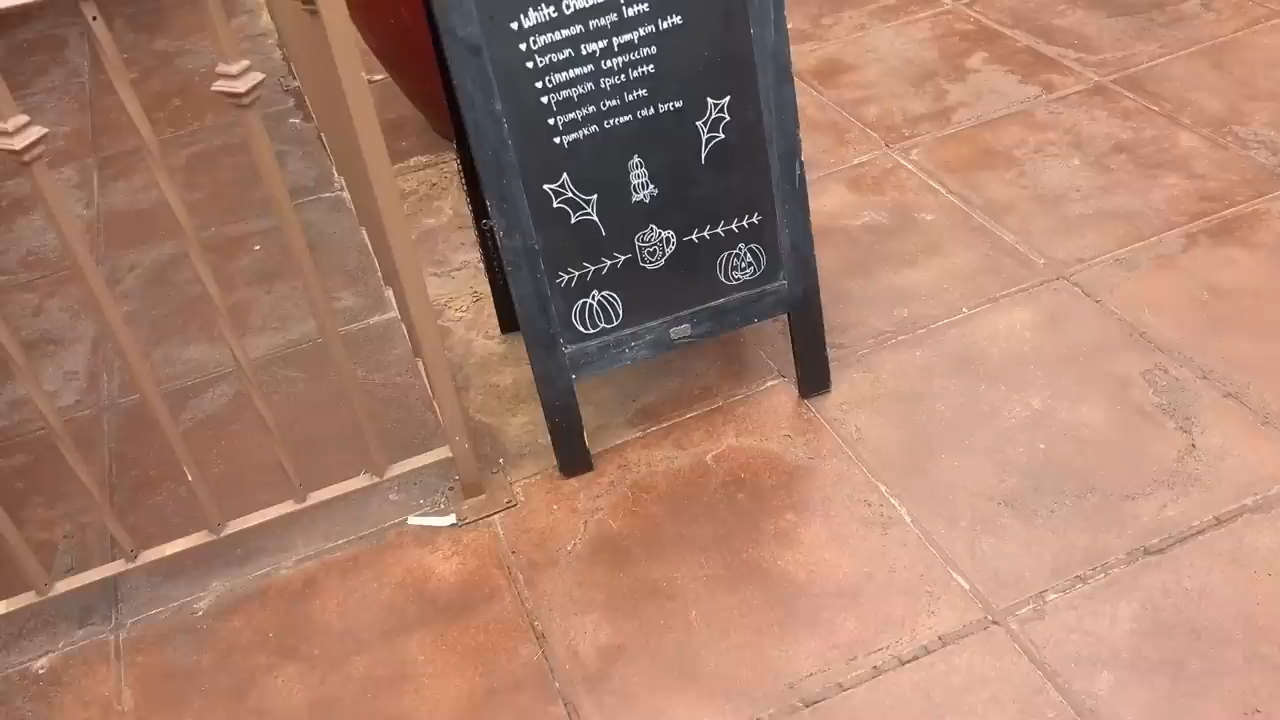 ♥ White Choco
♥ Cinnamon maple latte
♥ brown sugar pumpkin latte
♥ cinnamon cappuccino
♥ pumpkin spice latte
♥ pumpkin chai latte
♥ pumpkin cream cold brew